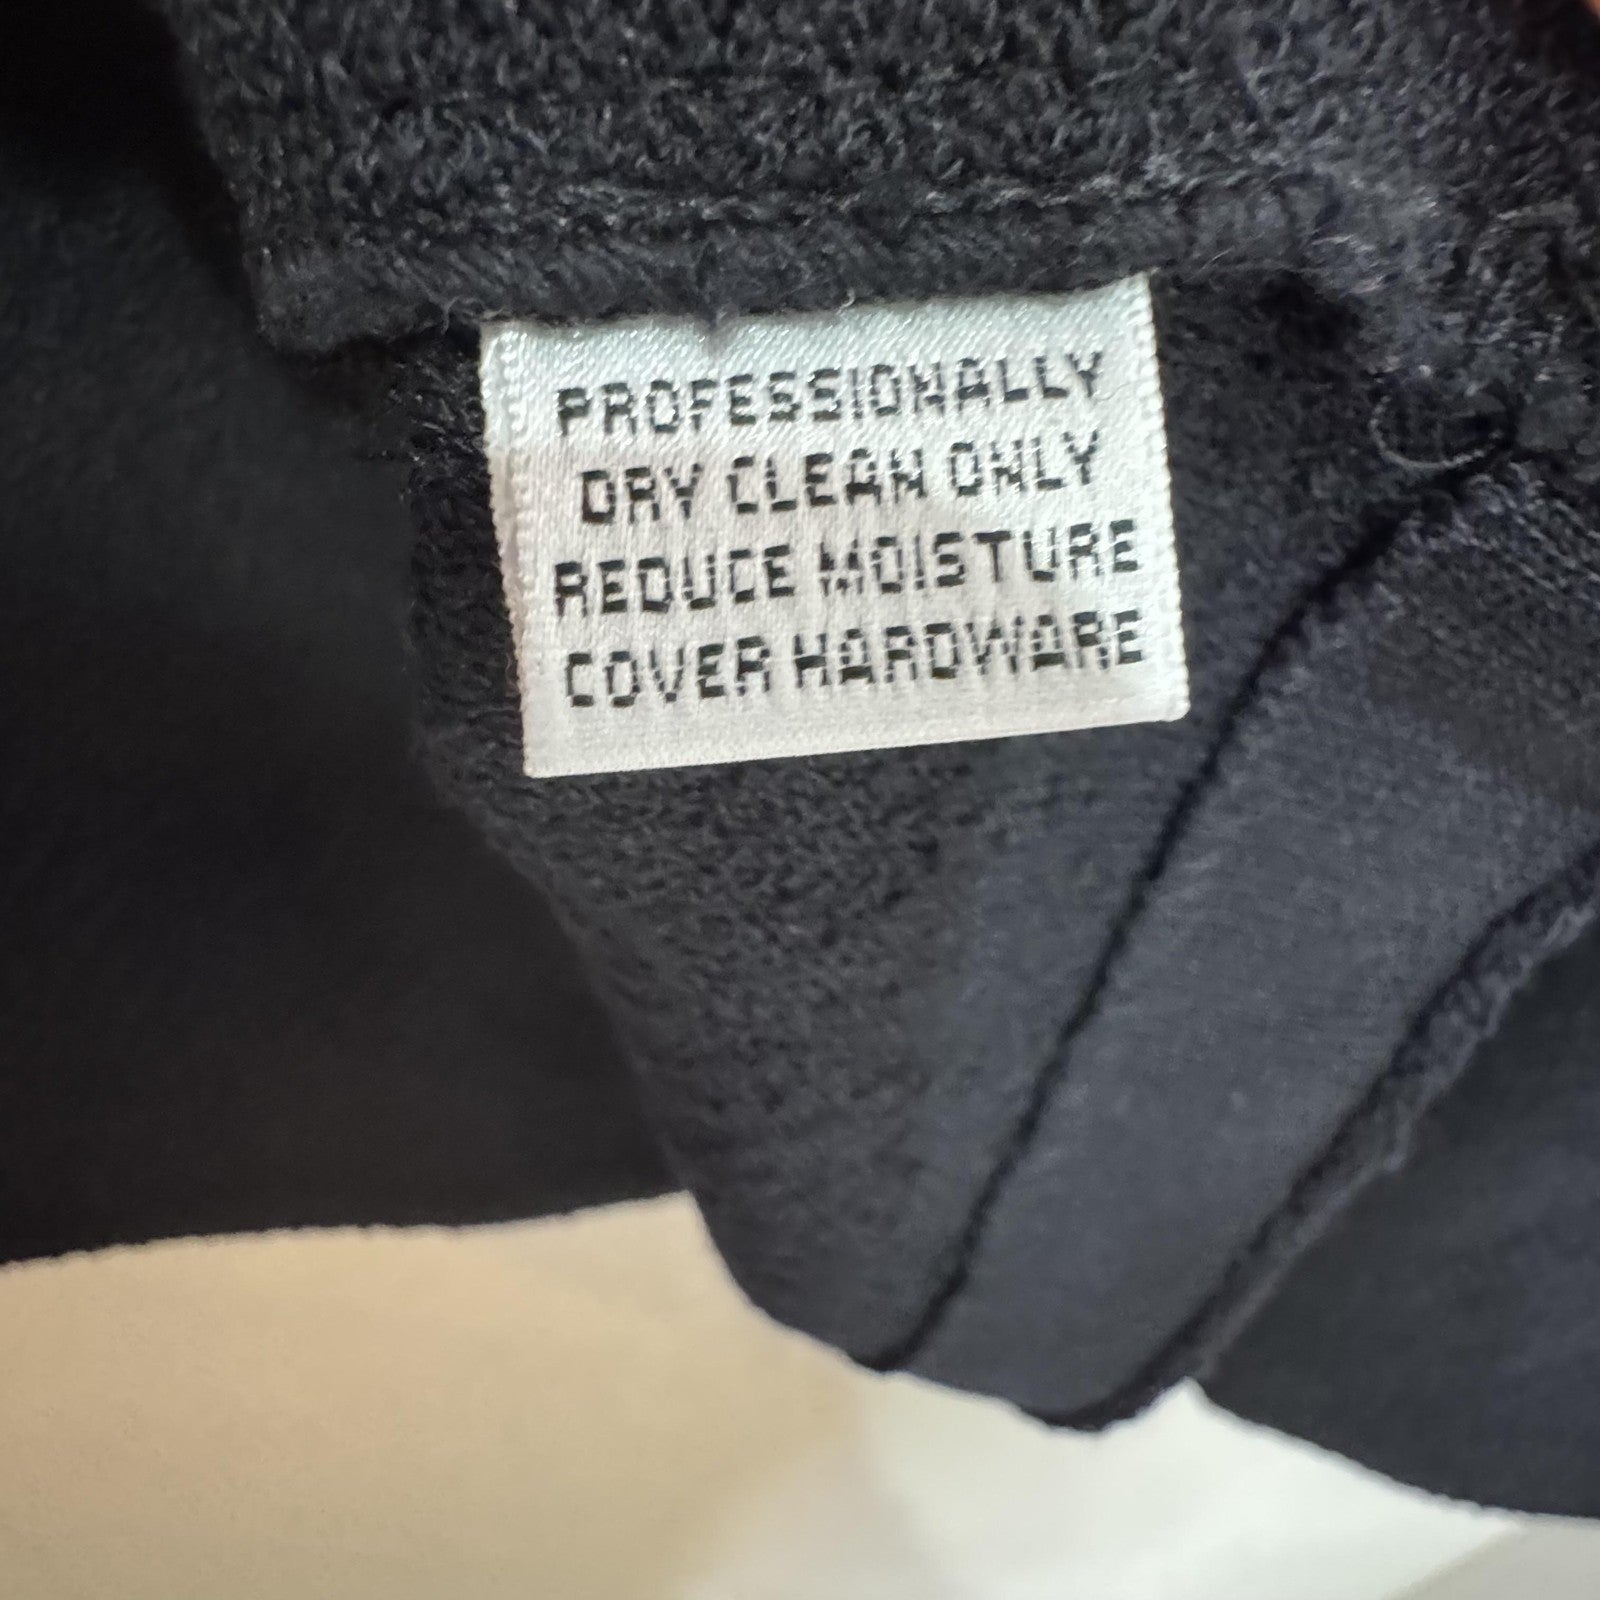 PROFESSIONALLY
DRY CLEAN ONLY
REDUCE MOISTURE
COVER HARDWARE